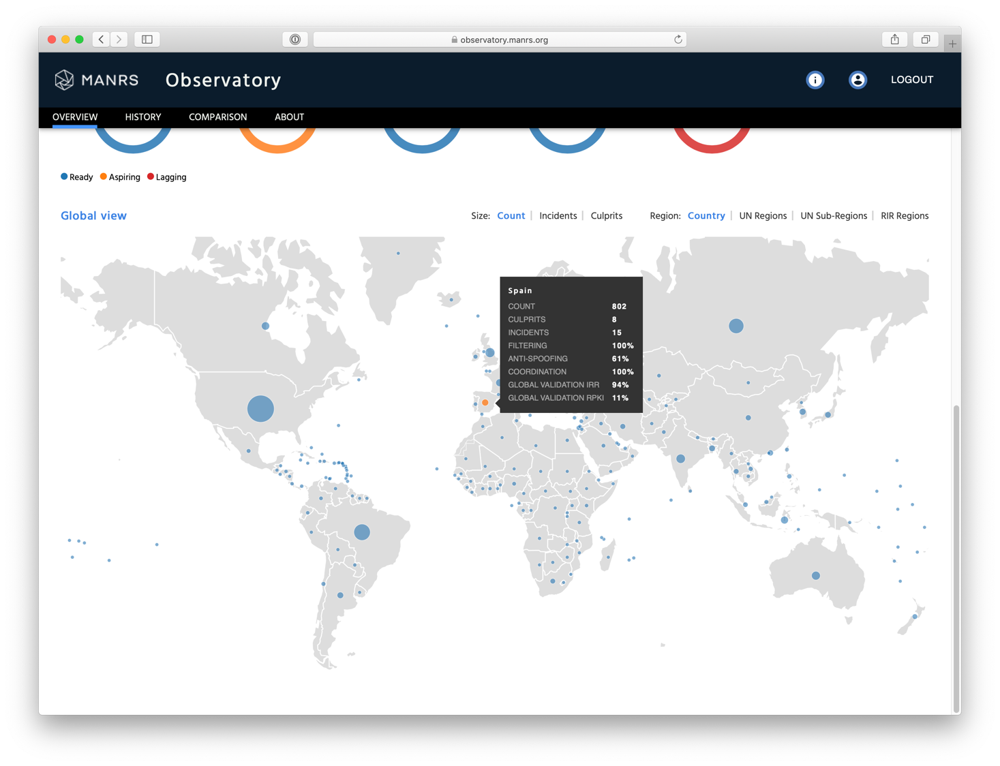 observatory.manrs.org
MANRS Observatory LOGOUT
OVERVIEW HISTORY COMPARISON ABOUT
Ready Aspiring Lagging
Global view Size: Count | Incidents | Culprits Region: Country | UN Regions | UN Sub-Regions | RIR Regions
Spain
COUNT 802
CULPRITS 8
INCIDENTS 15
FILTERING 100%
ANTI-SPOOFING 61%
COORDINATION 100%
GLOBAL VALIDATION IRR 94%
GLOBAL VALIDATION RPKI 11%